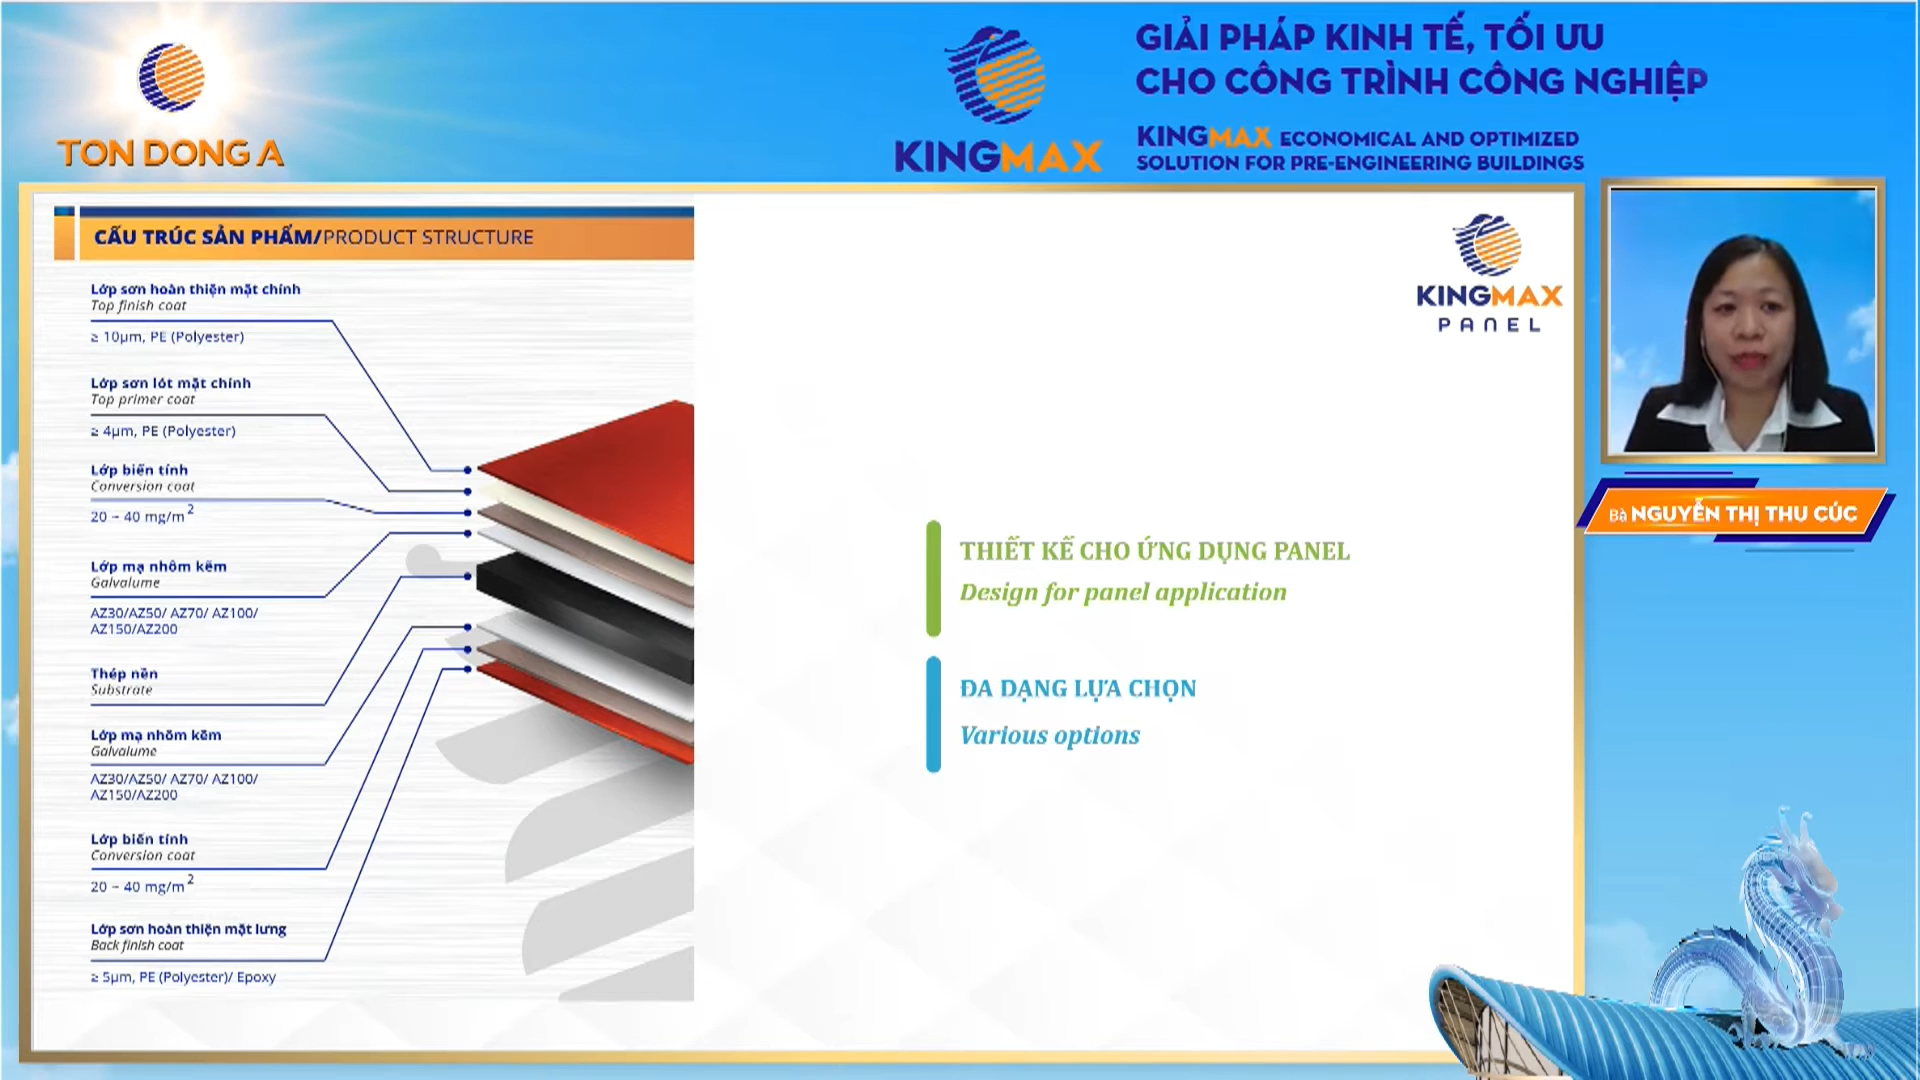 TON DONG A
KINGMAX
GIẢI PHÁP KINH TẾ, TỐI ƯU
CHO CÔNG TRÌNH CÔNG NGHIỆP
KINGMAX ECONOMICAL AND OPTIMIZED
SOLUTION FOR PRE-ENGINEERING BUILDINGS
CẤU TRÚC SẢN PHẨM/PRODUCT STRUCTURE
Lớp sơn hoàn thiện mặt chính
Top finish coat
≥ 10µm, PE (Polyester)
Lớp sơn lót mặt chính
Top primer coat
≥ 4µm, PE (Polyester)
Lớp biến tính
Conversion coat
20 – 40 mg/m²
Lớp mạ nhôm kẽm
Galvalume
AZ30/AZ50/ AZ70/ AZ100/
AZ150/AZ200
Thép nền
Substrate
Lớp mạ nhôm kẽm
Galvalume
AZ30/AZ50/ AZ70/ AZ100/
AZ150/AZ200
Lớp biến tính
Conversion coat
20 – 40 mg/m²
Lớp sơn hoàn thiện mặt lưng
Back finish coat
≥ 5µm, PE (Polyester)/ Epoxy
KINGMAX
PANEL
THIẾT KẾ CHO ỨNG DỤNG PANEL
Design for panel application
ĐA DẠNG LỰA CHỌN
Various options
Bà NGUYỄN THỊ THU CÚC